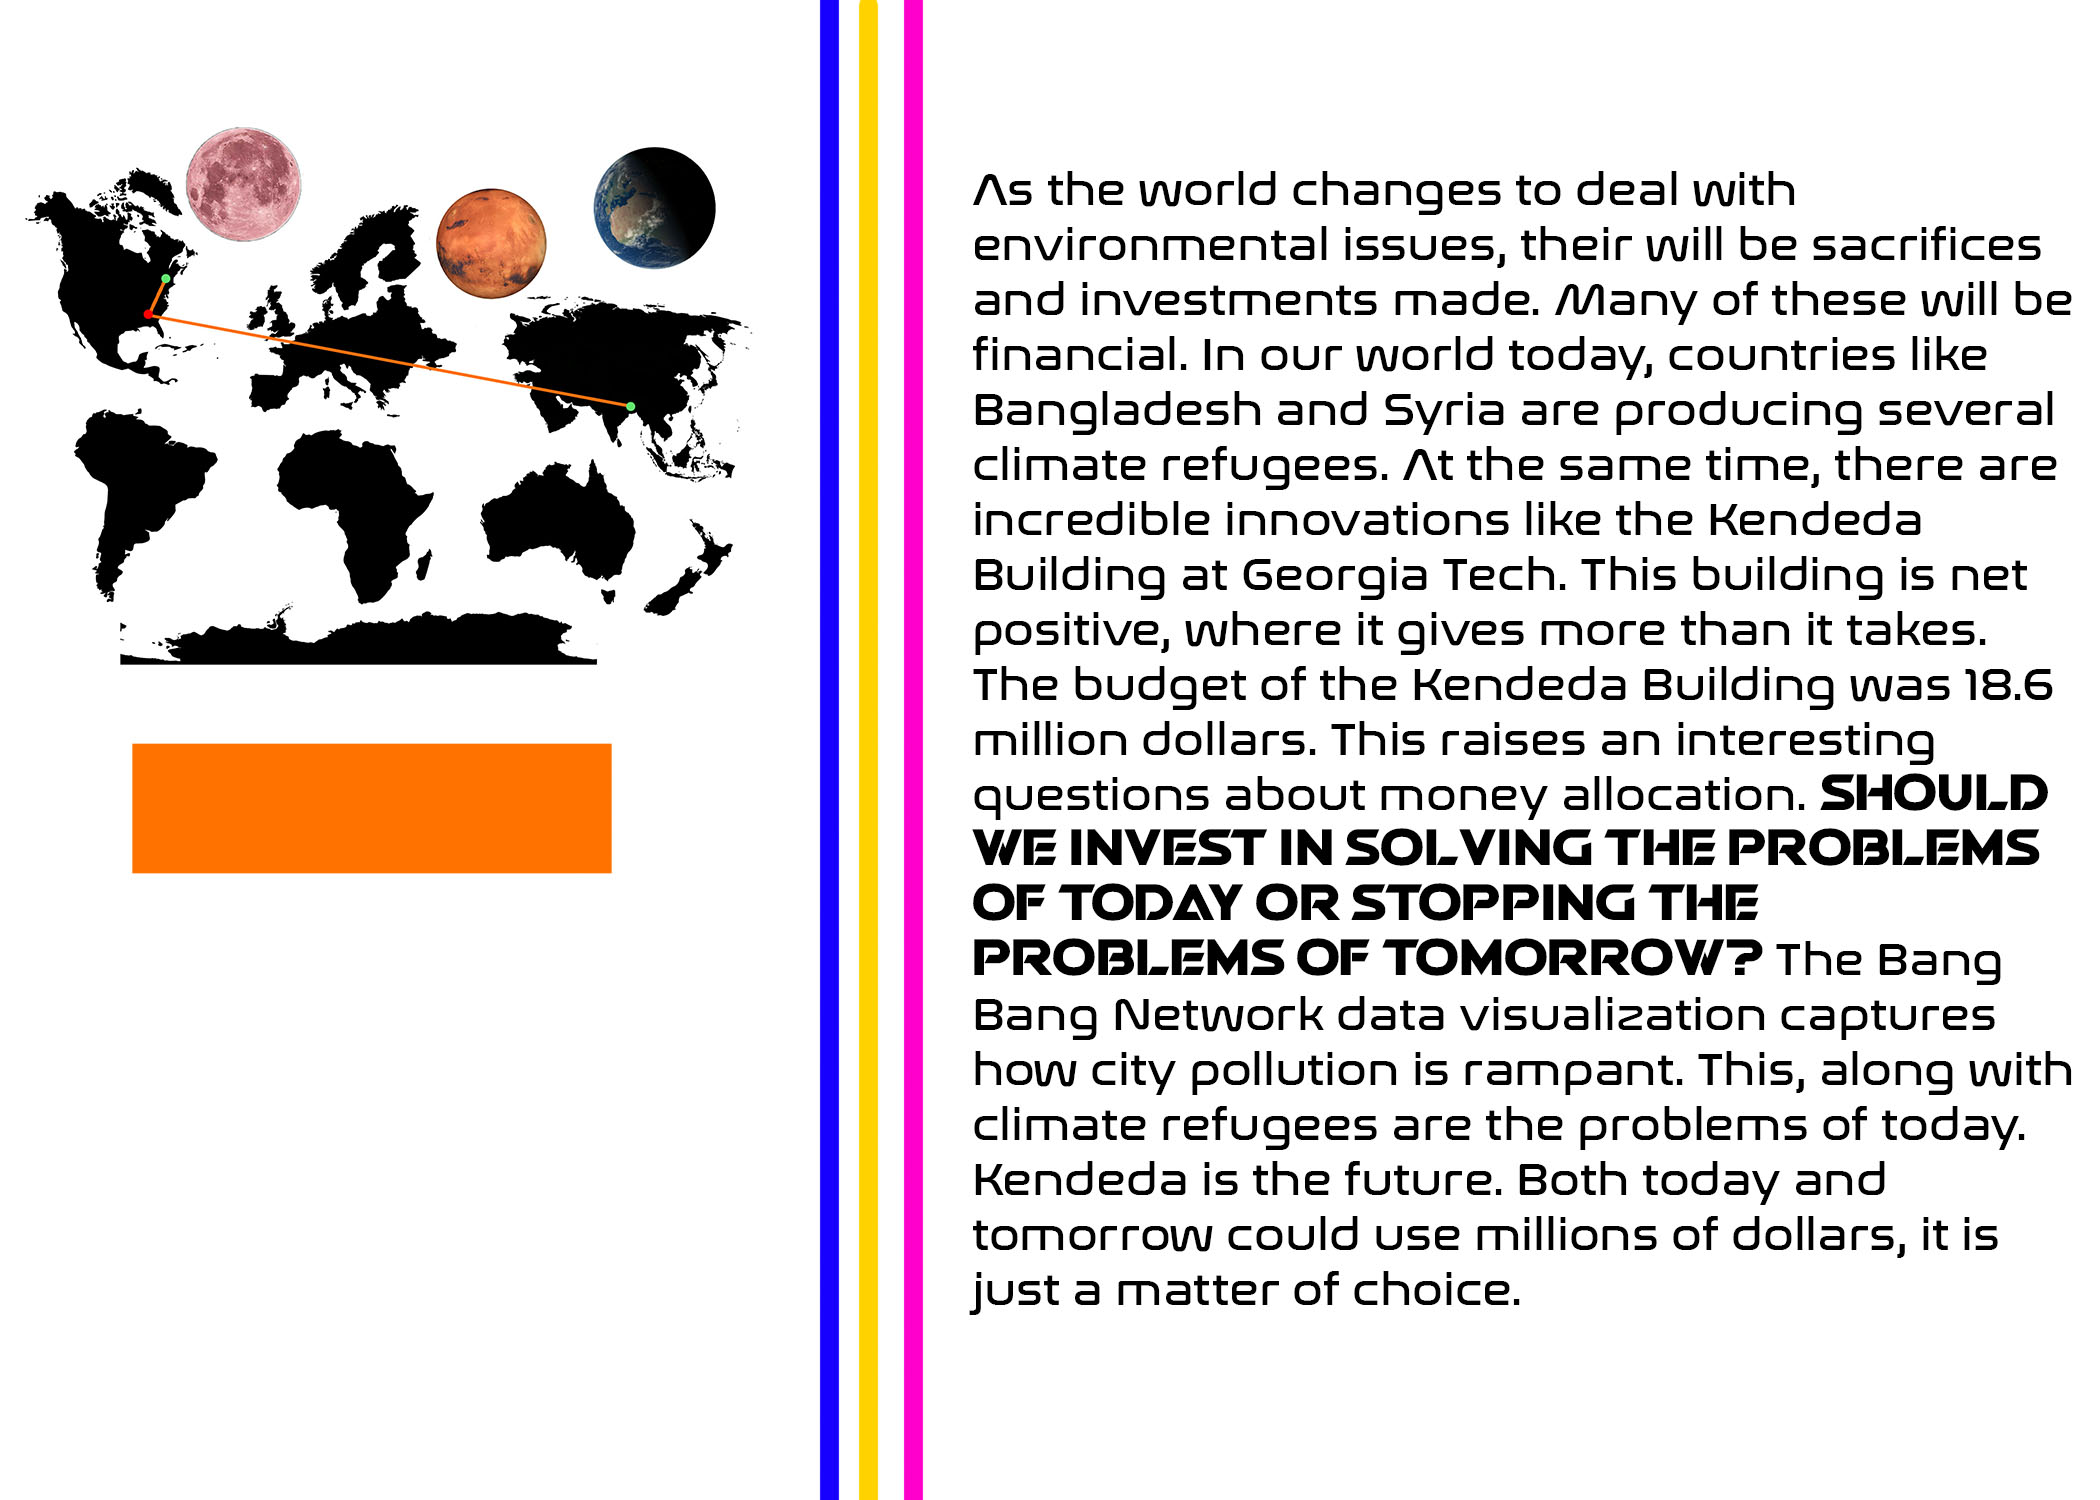 As the world changes to deal with
environmental issues, their will be sacrifices
and investments made. Many of these will be
financial. In our world today, countries like
Bangladesh and Syria are producing several
climate refugees. At the same time, there are
incredible innovations like the Kendeda
Building at Georgia Tech. This building is net
positive, where it gives more than it takes.
The budget of the Kendeda Building was 18.6
million dollars. This raises an interesting
questions about money allocation. SHOULD
WE INVEST IN SOLVING THE PROBLEMS
OF TODAY OR STOPPING THE
PROBLEMS OF TOMORROW? The Bang
Bang Network data visualization captures
how city pollution is rampant. This, along with
climate refugees are the problems of today.
Kendeda is the future. Both today and
tomorrow could use millions of dollars, it is
just a matter of choice.